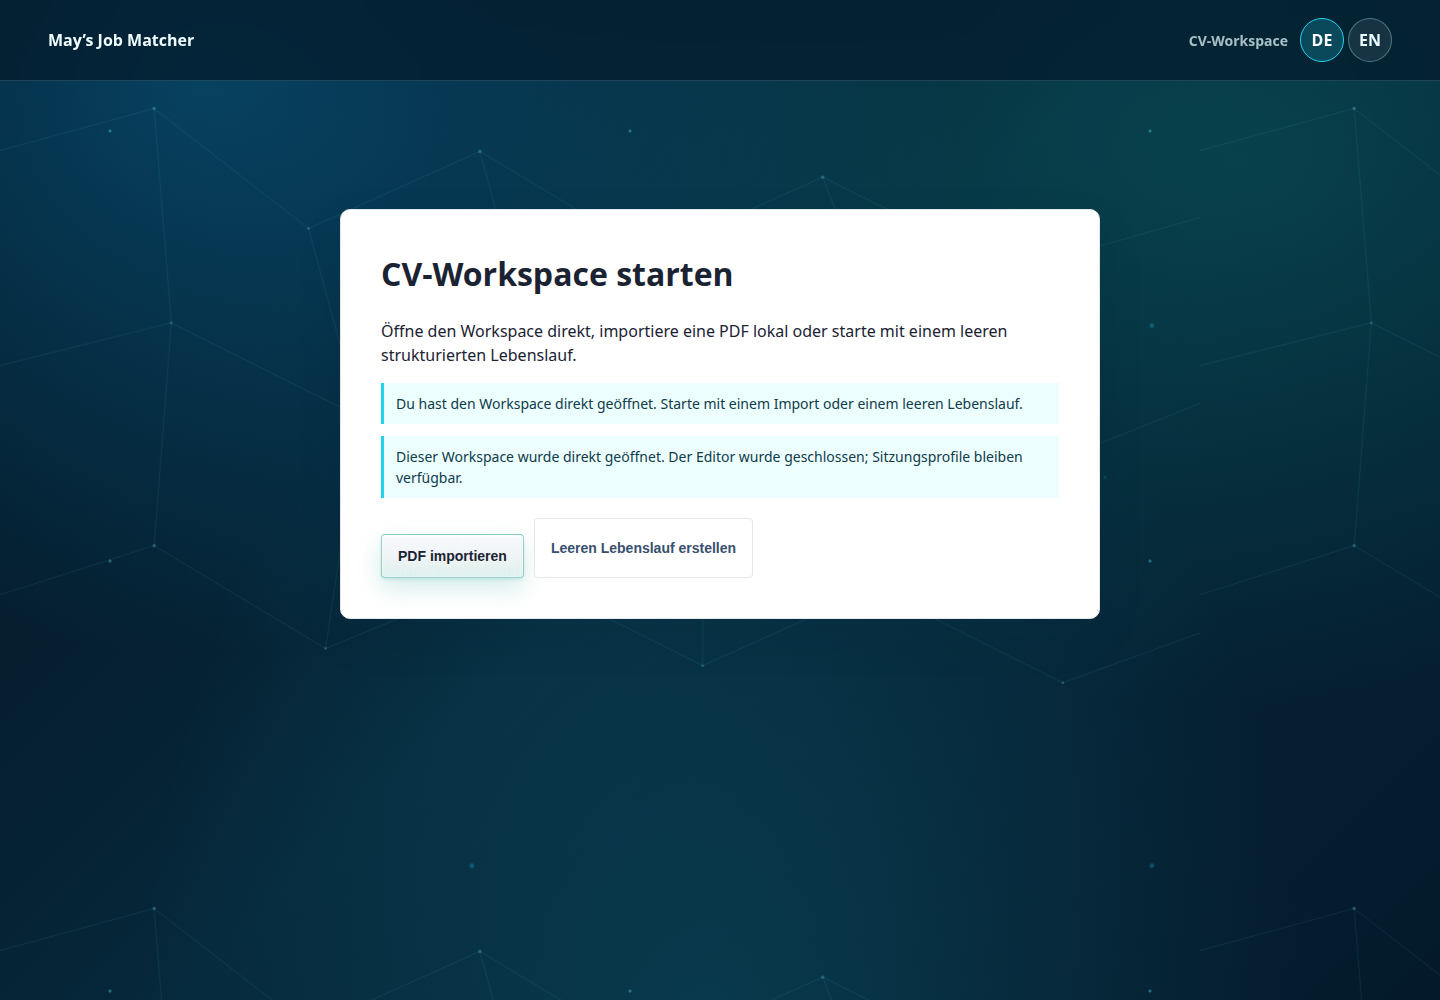 May’s Job Matcher
CV-Workspace
DE
EN
CV-Workspace starten
Öffne den Workspace direkt, importiere eine PDF lokal oder starte mit einem leeren
strukturierten Lebenslauf.
Du hast den Workspace direkt geöffnet. Starte mit einem Import oder einem leeren Lebenslauf.
Dieser Workspace wurde direkt geöffnet. Der Editor wurde geschlossen; Sitzungsprofile bleiben
verfügbar.
PDF importieren
Leeren Lebenslauf erstellen